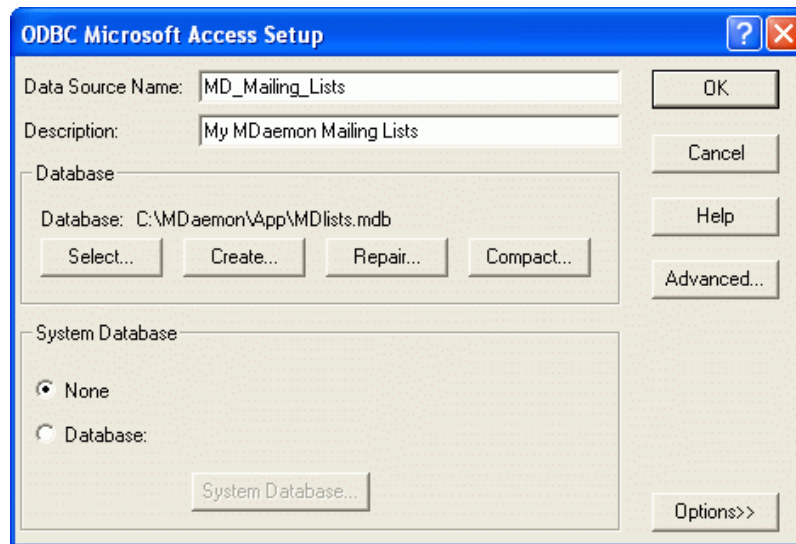 ODBC Microsoft Access Setup
Data Source Name: MD_Mailing_Lists
OK
Description: My MDaemon Mailing Lists
Cancel
Database
Database: C:\MDaemon\App\MDlists.mdb
Help
Select... Create... Repair... Compact...
Advanced...
System Database
None
Database:
System Database...
Options>>